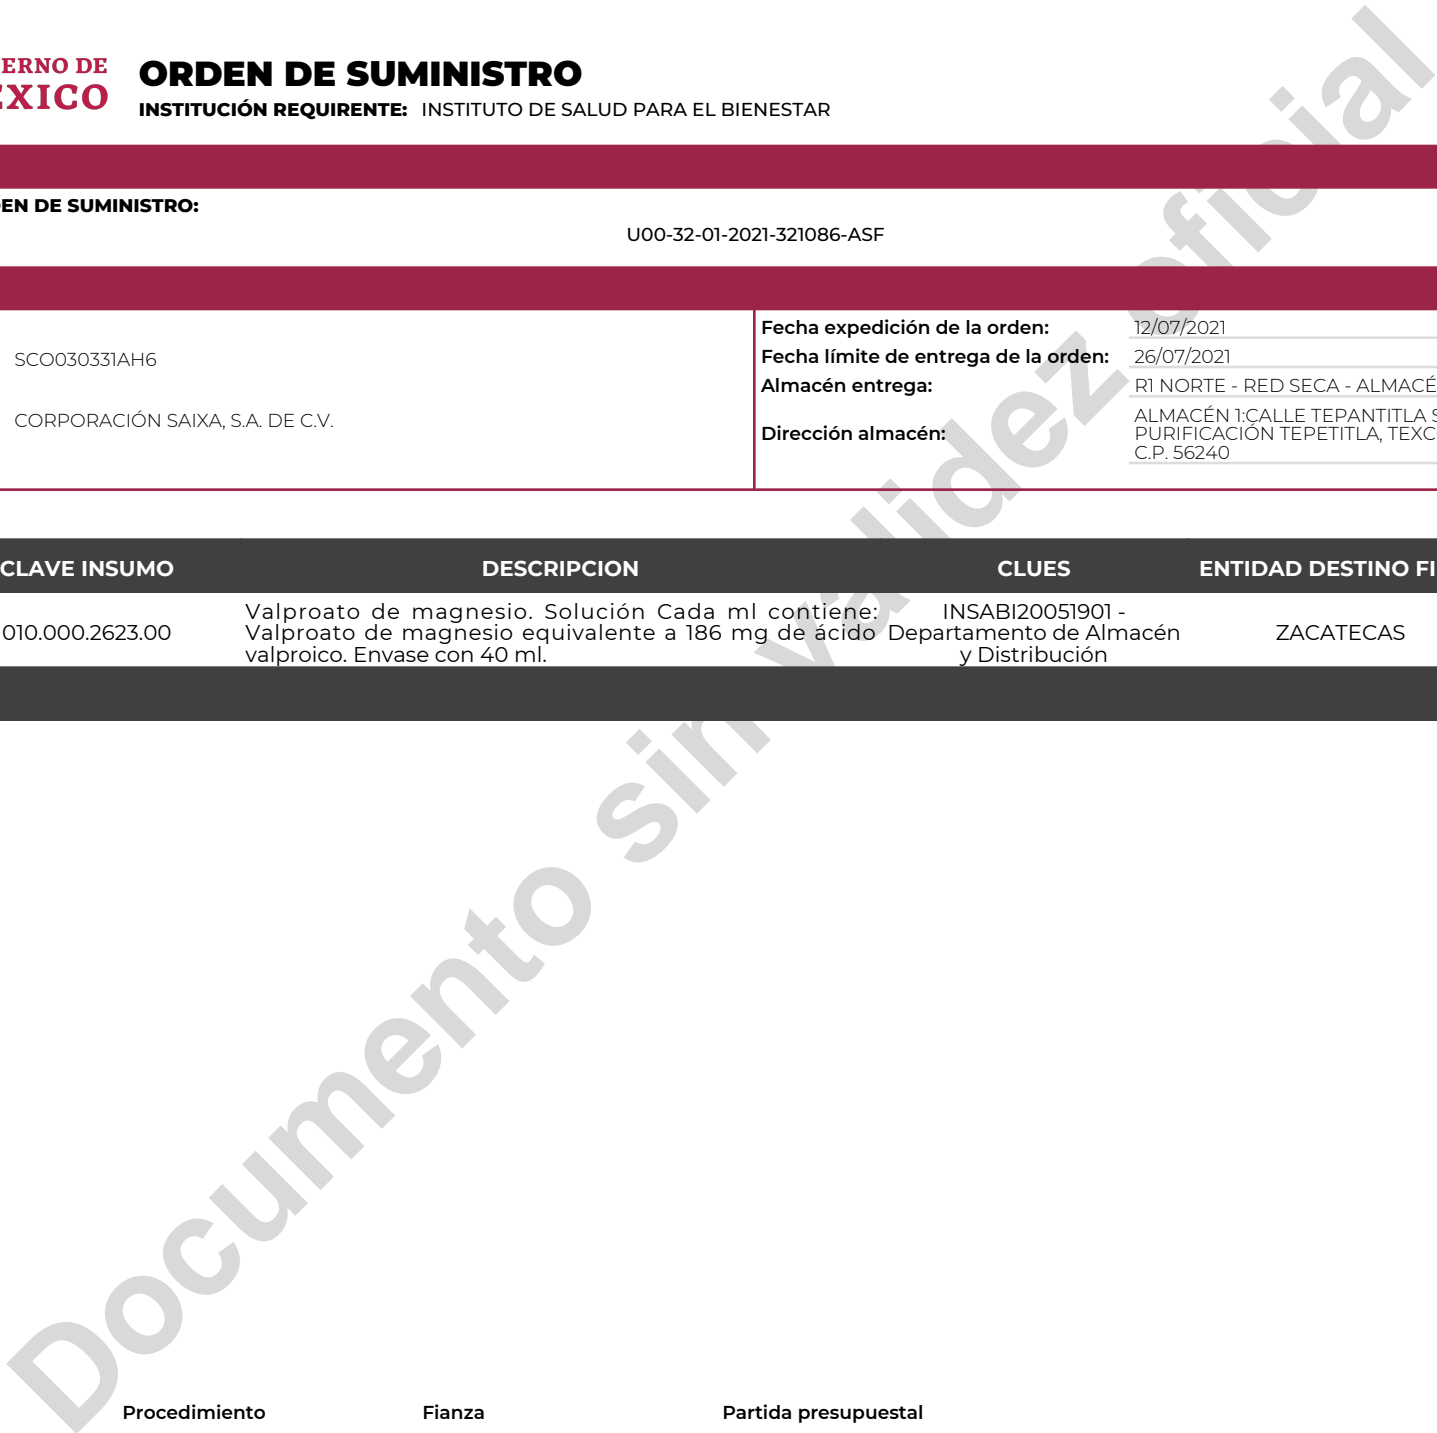 ERNO DE
EXICO
ORDEN DE SUMINISTRO
INSTITUCIÓN REQUIRENTE: INSTITUTO DE SALUD PARA EL BIENESTAR
EN DE SUMINISTRO:
U00-32-01-2021-321086-ASF
SCO030331AH6
CORPORACIÓN SAIXA, S.A. DE C.V.
Fecha expedición de la orden: 12/07/2021
Fecha límite de entrega de la orden: 26/07/2021
Almacén entrega: R1 NORTE - RED SECA - ALMACÉ
Dirección almacén: ALMACÉN 1:CALLE TEPANTITLA S
PURIFICACIÓN TEPETITLA, TEXC
C.P. 56240
CLAVE INSUMO DESCRIPCION CLUES ENTIDAD DESTINO FI
010.000.2623.00
Valproato de magnesio. Solución Cada ml contiene:
Valproato de magnesio equivalente a 186 mg de ácido
valproico. Envase con 40 ml.
INSABI20051901 -
Departamento de Almacén
y Distribución
ZACATECAS
Documento sin validez oficial
Procedimiento Fianza Partida presupuestal